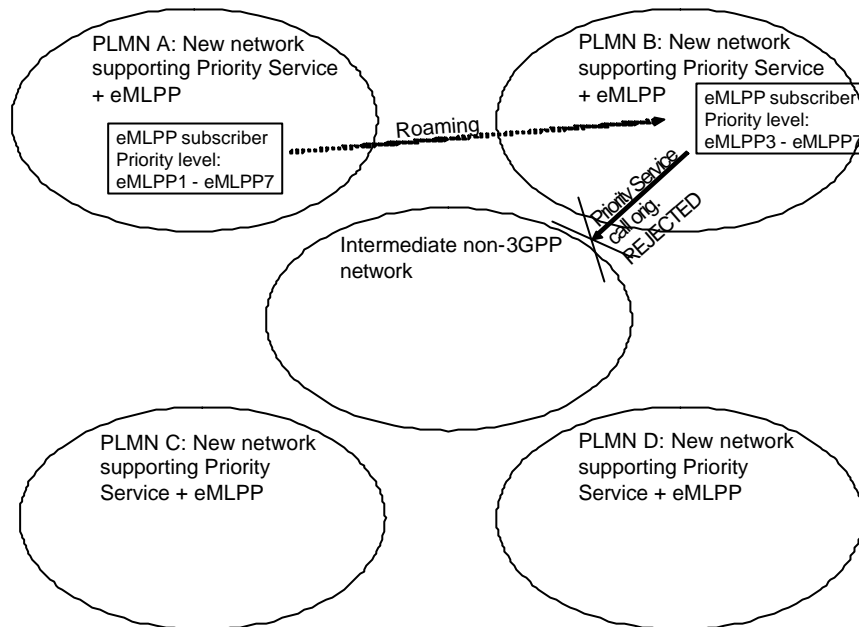 PLMN A: New network
supporting Priority Service
+ eMLPP
eMLPP subscriber
Priority level:
eMLPP1 - eMLPP7
Roaming
PLMN B: New network
supporting Priority Service
+ eMLPP
eMLPP subscriber
Priority level:
eMLPP3 - eMLPP7
Priority Service
call orig.
REJECTED
Intermediate non-3GPP
network
PLMN C: New network
supporting Priority
Service + eMLPP
PLMN D: New network
supporting Priority
Service + eMLPP